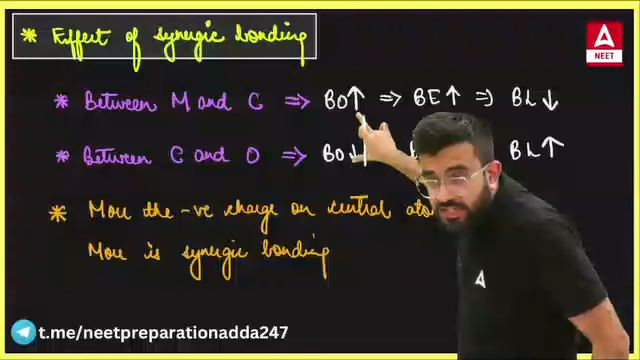 * Effect of synergic bonding
A
NEET
* Between M and C ⇒ BO↑ ⇒ BE↑ ⇒ BL↓
* Between C and O ⇒ BO↓ BL↑
* More the -ve charge on central
More is synergic bonding
t.me/neetpreparationadda247